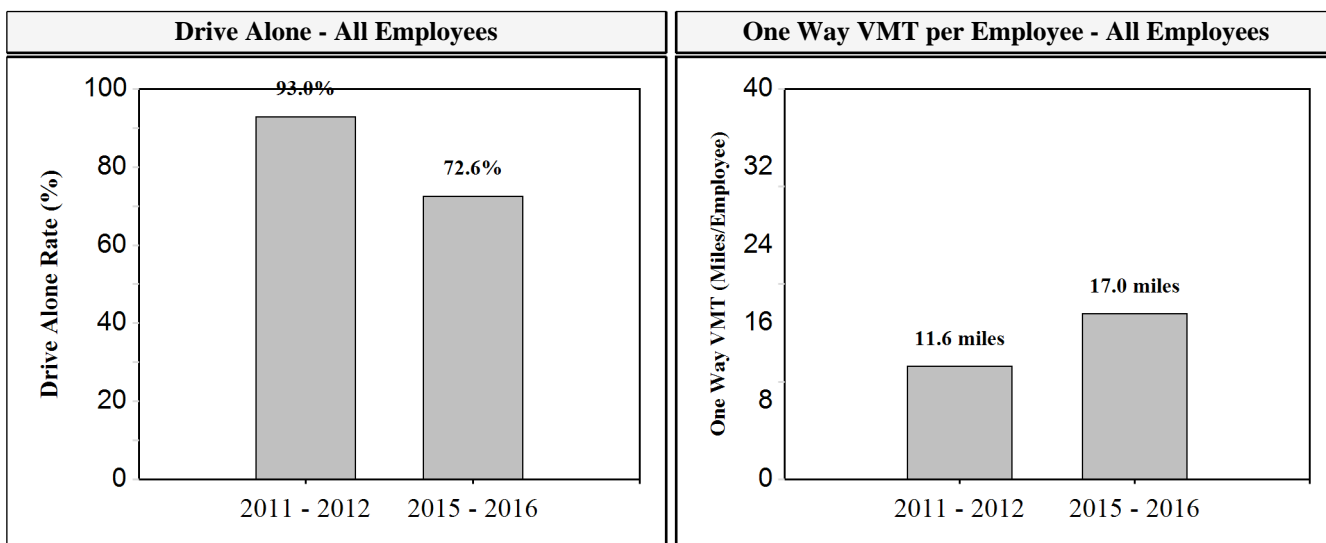 Drive Alone - All Employees
Drive Alone Rate (%)
100
80
60
40
20
0
93.0%
72.6%
2011 - 2012
2015 - 2016
One Way VMT per Employee - All Employees
One Way VMT (Miles/Employee)
40
32
24
16
8
0
11.6 miles
17.0 miles
2011 - 2012
2015 - 2016